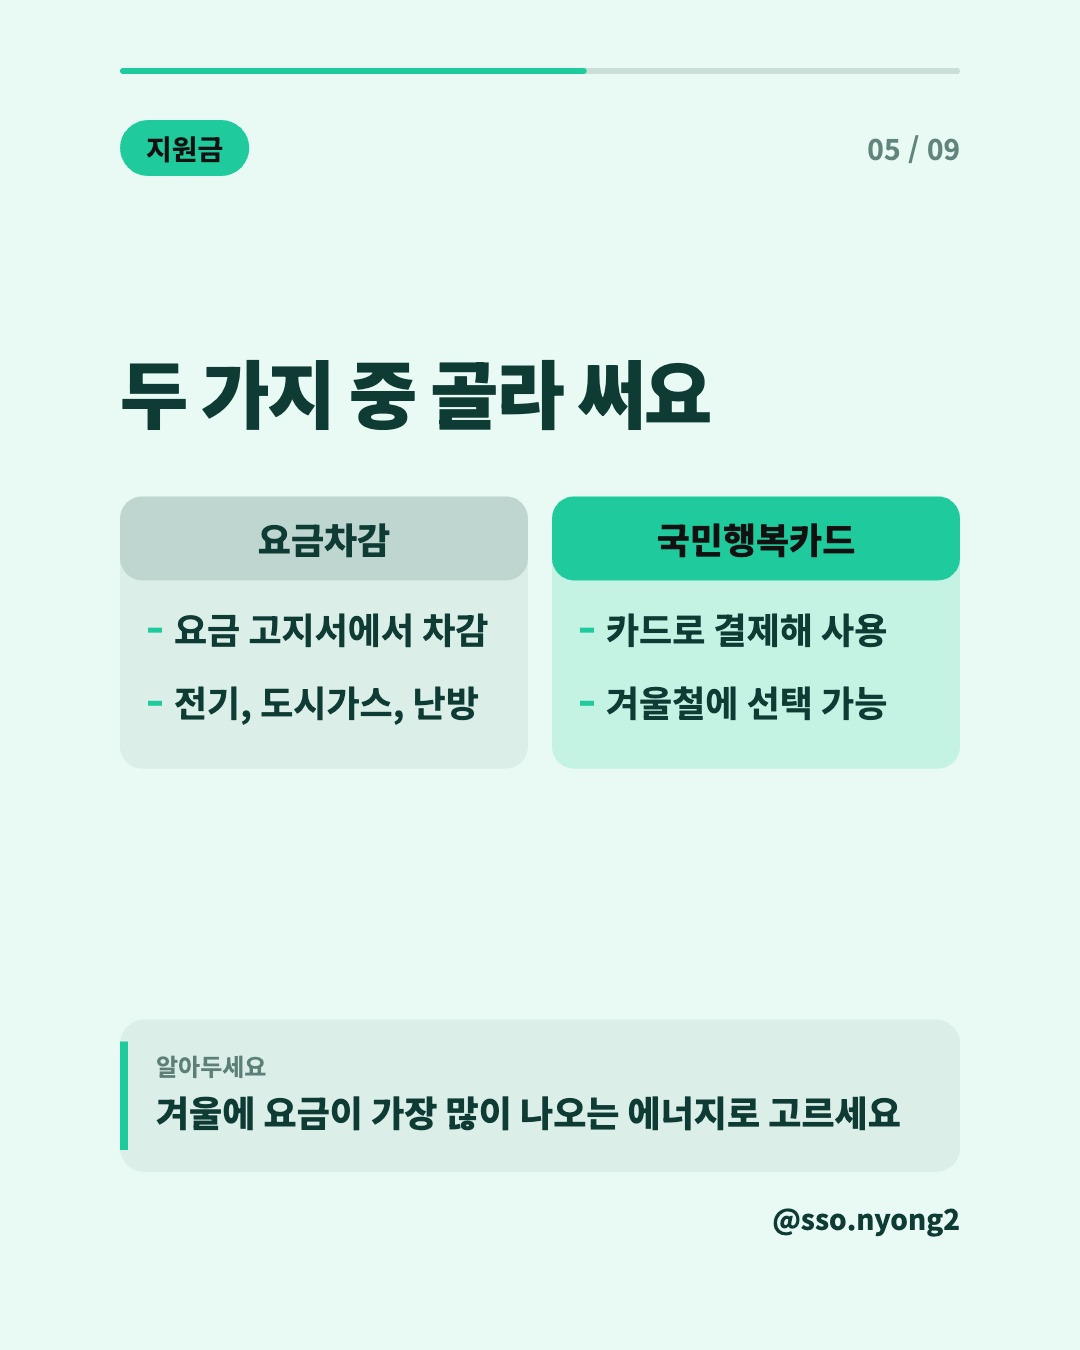 지원금
05 / 09
두 가지 중 골라 써요
요금차감
- 요금 고지서에서 차감
- 전기, 도시가스, 난방
국민행복카드
- 카드로 결제해 사용
- 겨울철에 선택 가능
알아두세요
겨울에 요금이 가장 많이 나오는 에너지로 고르세요
@sso.nyong2